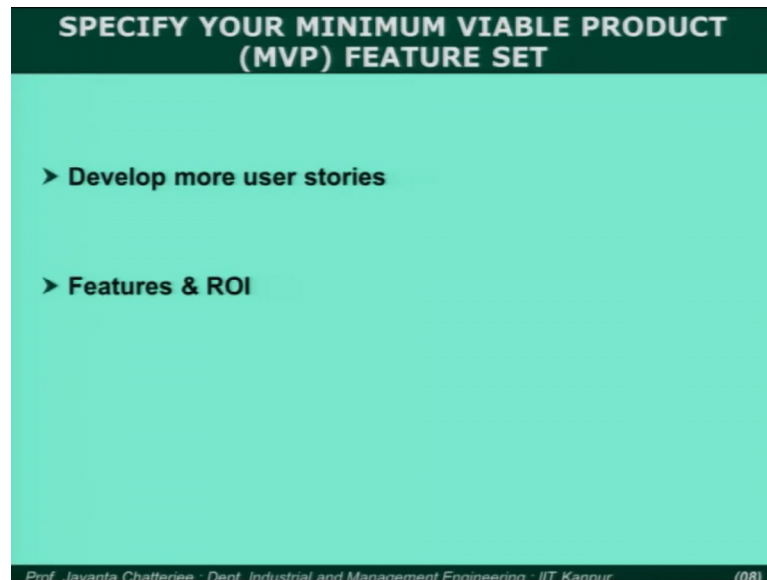 SPECIFY YOUR MINIMUM VIABLE PRODUCT
(MVP) FEATURE SET
➤ Develop more user stories
➤ Features & ROI
Prof. Jayanta Chatterjee : Dept. Industrial and Management Engineering : IIT Kanpur (08)